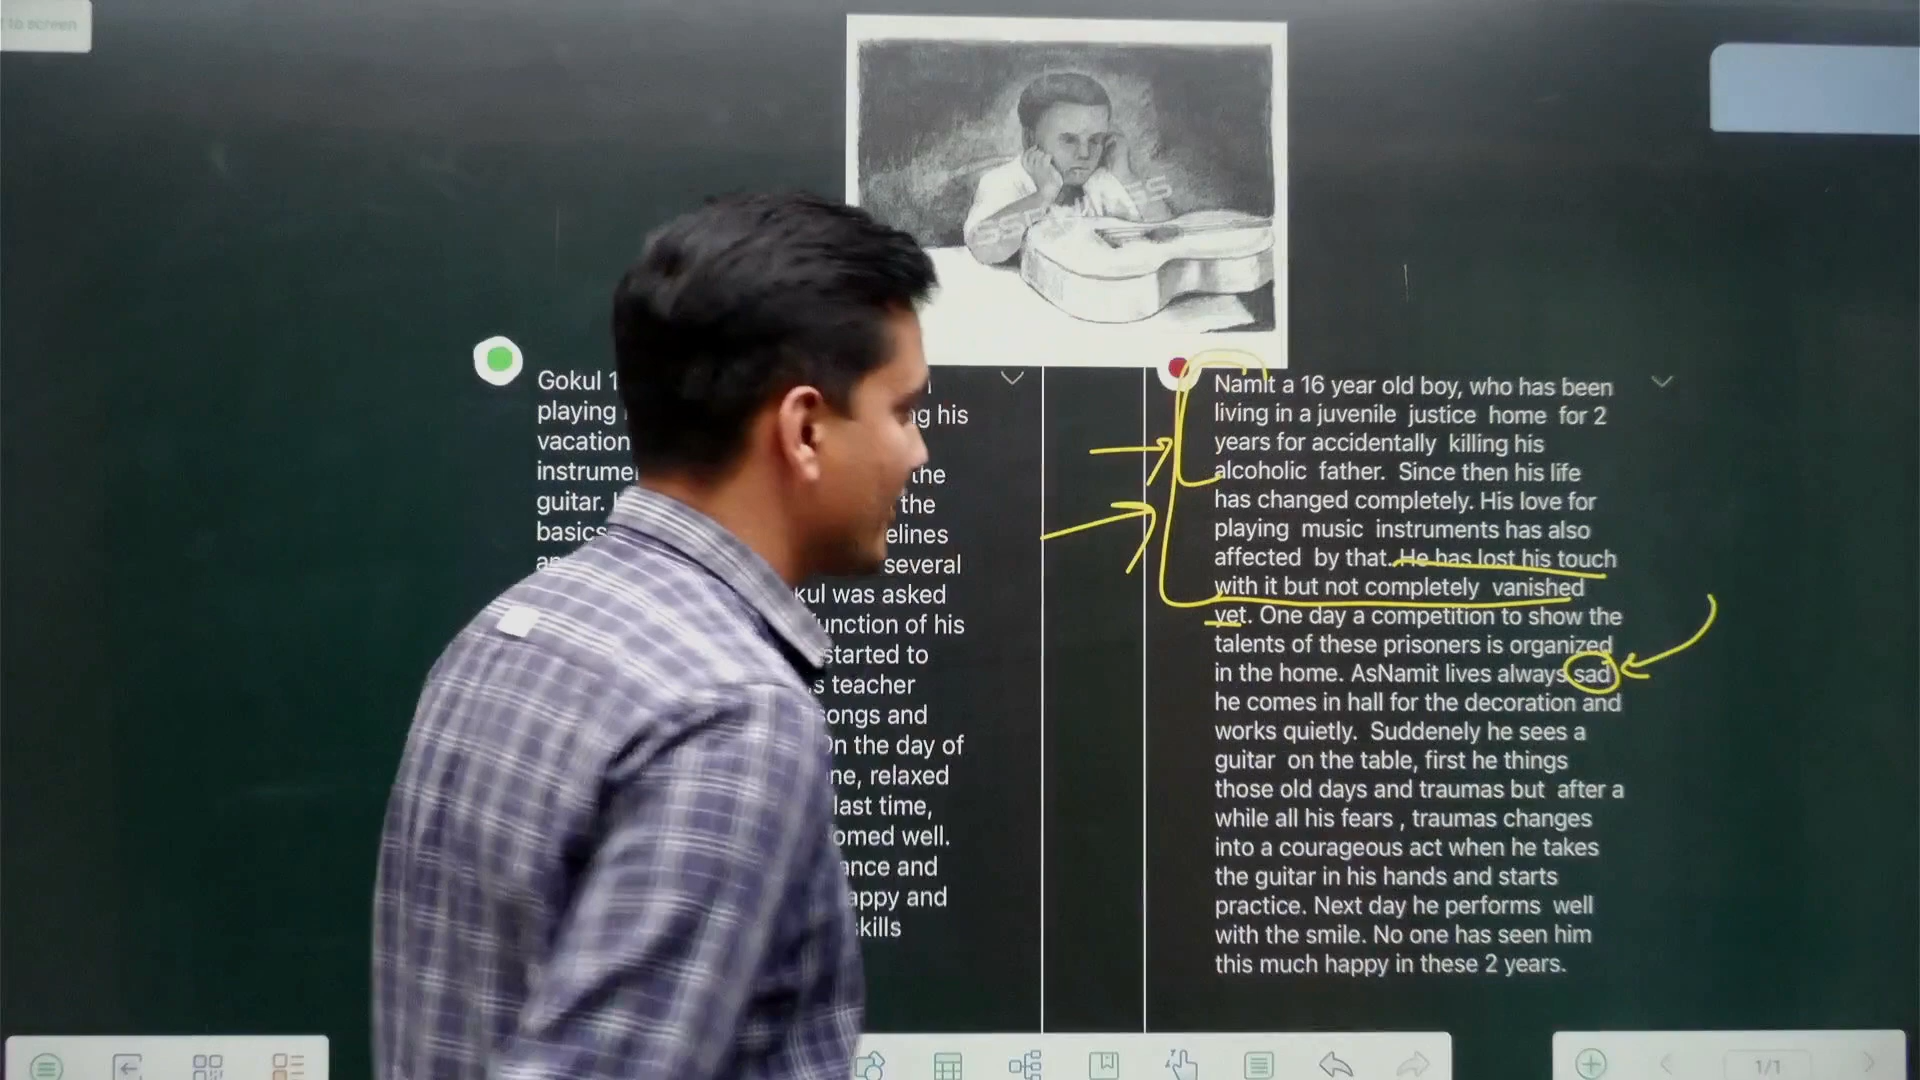 to screen
SSBWAASS
Gokul
playing
ng his
vacation
instrume
the
guitar.
the
basics
elines
several
kul was asked
function of his
started to
s teacher
songs and
On the day of
ne, relaxed
last time,
omed well.
ance and
appy and
skills
Namit a 16 year old boy, who has been
living in a juvenile justice home for 2
years for accidentally killing his
alcoholic father. Since then his life
has changed completely. His love for
playing music instruments has also
affected by that. He has lost his touch
with it but not completely vanished
yet. One day a competition to show the
talents of these prisoners is organized
in the home. AsNamit lives always sad
he comes in hall for the decoration and
works quietly. Suddenely he sees a
guitar on the table, first he things
those old days and traumas but after a
while all his fears , traumas changes
into a courageous act when he takes
the guitar in his hands and starts
practice. Next day he performs well
with the smile. No one has seen him
this much happy in these 2 years.
1/1